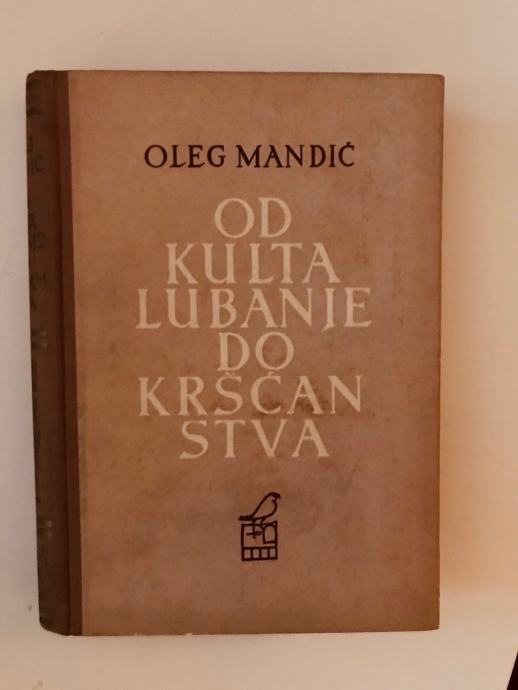 OLEG MANDIĆ
OD
KULTA
LUBANJE
DO
KRŠĆAN
STVA